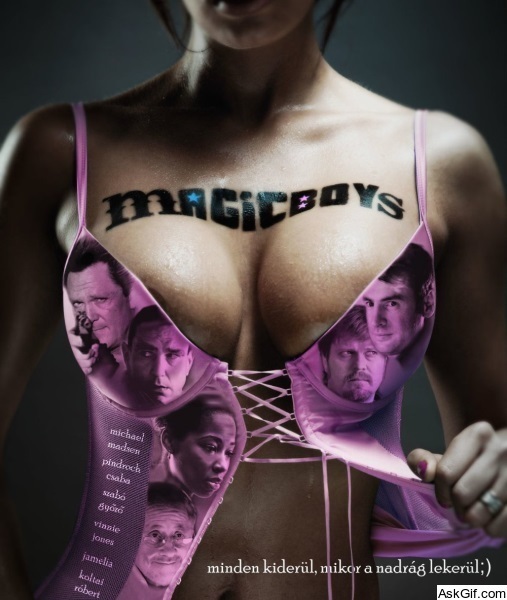 magicboys
michael
madsen
pindroch
csaba
szabó
győző
vinnie
jones
jamelia
koltai
róbert
minden kiderül, mikor a nadrág lekerül;)
AskGif.com